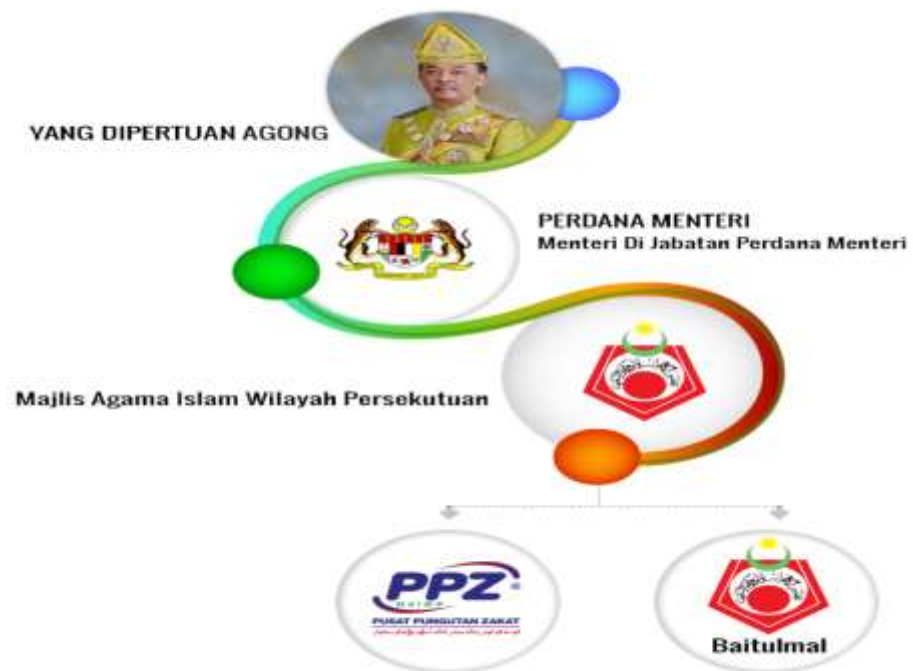 YANG DIPERTUAN AGONG
PERDANA MENTERI
Menteri Di Jabatan Perdana Menteri
Majlis Agama Islam Wilayah Persekutuan
PPZ
PUSAT PUNGUTAN ZAKAT
Baitulmal